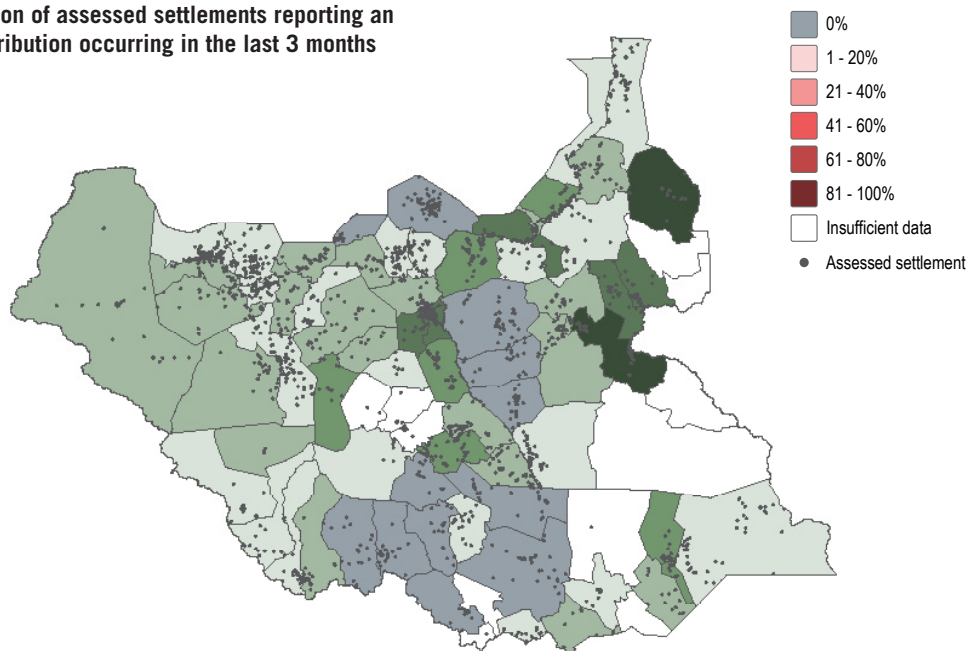 on of assessed settlements reporting an
ribution occurring in the last 3 months
0%
1 - 20%
21 - 40%
41 - 60%
61 - 80%
81 - 100%
Insufficient data
Assessed settlement